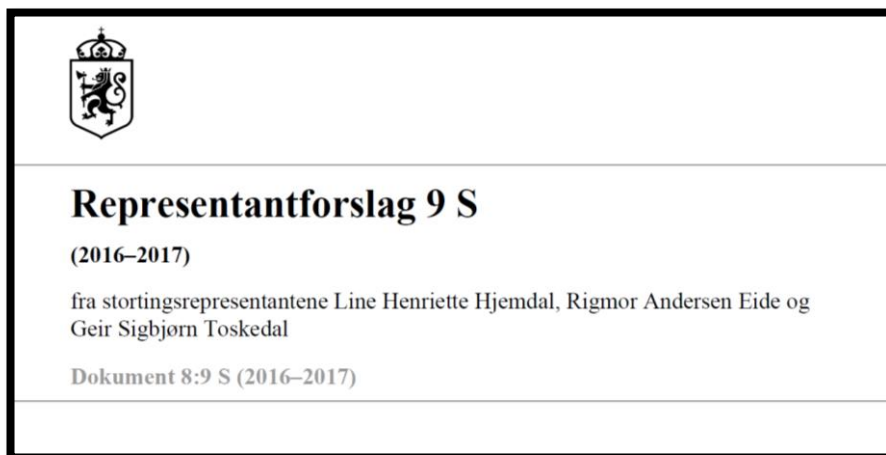 Representantforslag 9 S
(2016–2017)
fra stortingsrepresentantene Line Henriette Hjemdal, Rigmor Andersen Eide og
Geir Sigbjørn Toskedal
Dokument 8:9 S (2016–2017)